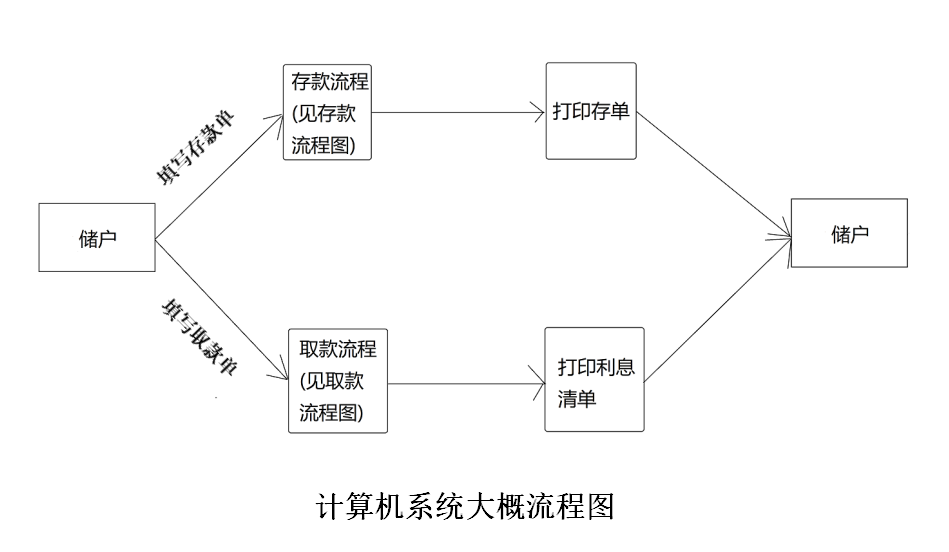 填写存款单
存款流程
(见存款
流程图)
打印存单
储户
储户
填写取款单
取款流程
(见取款
流程图)
打印利息
清单
计算机系统大概流程图